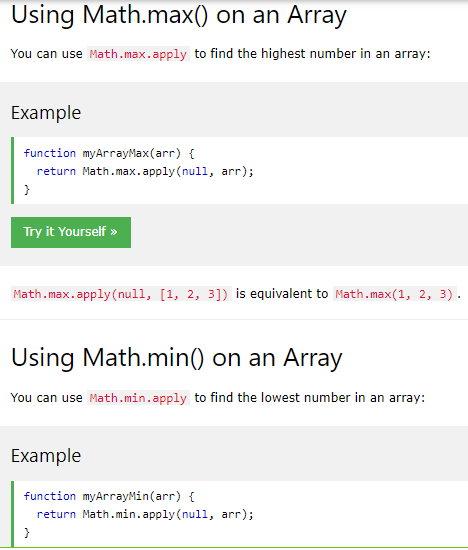 Using Math.max() on an Array
You can use Math.max.apply to find the highest number in an array:
Example
function myArrayMax(arr) {
  return Math.max.apply(null, arr);
}
Try it Yourself »
Math.max.apply(null, [1, 2, 3]) is equivalent to Math.max(1, 2, 3).
Using Math.min() on an Array
You can use Math.min.apply to find the lowest number in an array:
Example
function myArrayMin(arr) {
  return Math.min.apply(null, arr);
}